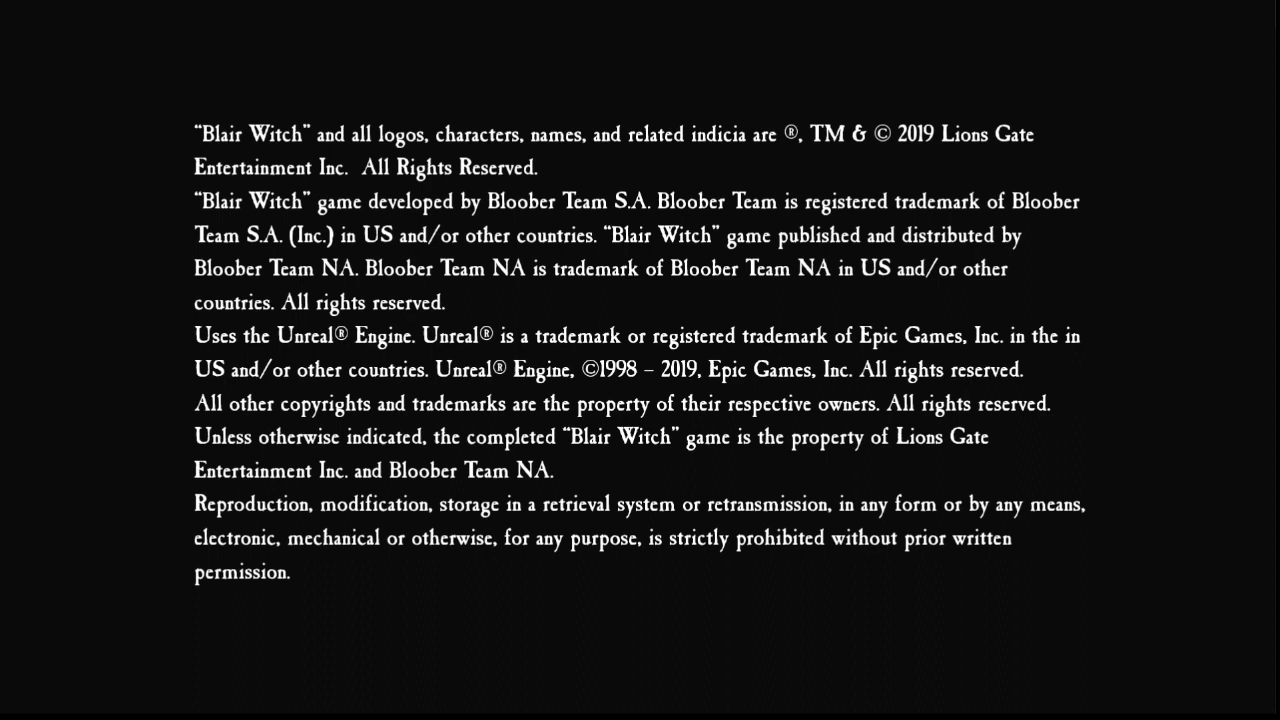 “Blair Witch” and all logos, characters, names, and related indicia are ®, TM & © 2019 Lions Gate
Entertainment Inc.  All Rights Reserved.
“Blair Witch” game developed by Bloober Team S.A. Bloober Team is registered trademark of Bloober
Team S.A. (Inc.) in US and/or other countries. “Blair Witch” game published and distributed by
Bloober Team NA. Bloober Team NA is trademark of Bloober Team NA in US and/or other
countries. All rights reserved.
Uses the Unreal® Engine. Unreal® is a trademark or registered trademark of Epic Games, Inc. in the in
US and/or other countries. Unreal® Engine, ©1998 – 2019, Epic Games, Inc. All rights reserved.
All other copyrights and trademarks are the property of their respective owners. All rights reserved.
Unless otherwise indicated, the completed “Blair Witch” game is the property of Lions Gate
Entertainment Inc. and Bloober Team NA.
Reproduction, modification, storage in a retrieval system or retransmission, in any form or by any means,
electronic, mechanical or otherwise, for any purpose, is strictly prohibited without prior written
permission.